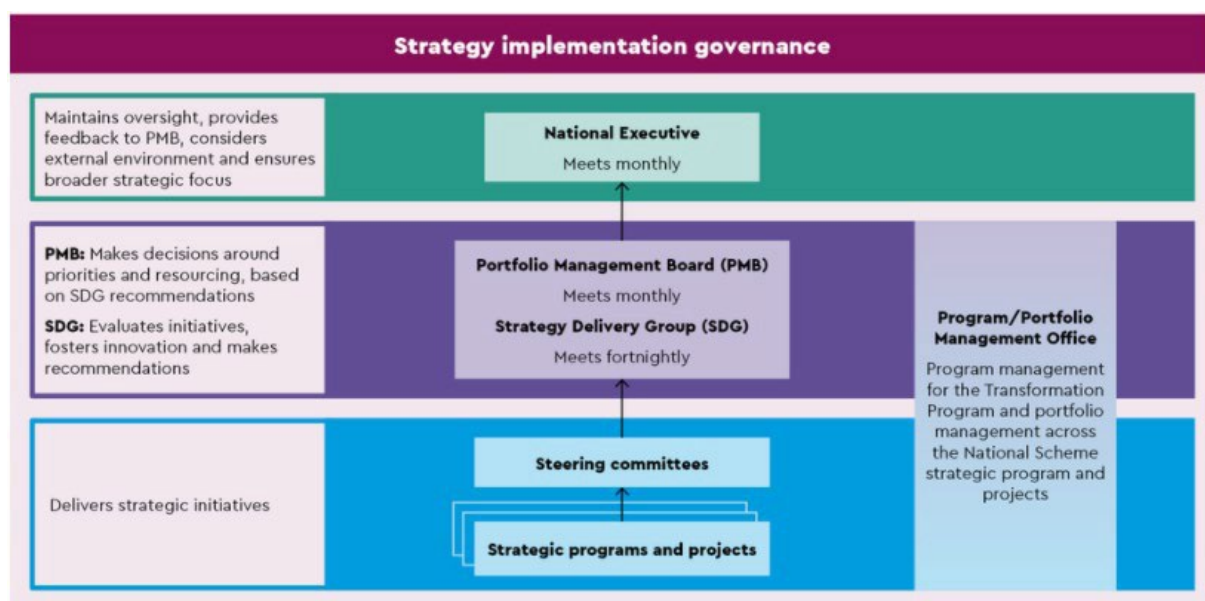 Strategy implementation governance
Maintains oversight, provides
feedback to PMB, considers
external environment and ensures
broader strategic focus
National Executive
Meets monthly
PMB: Makes decisions around
priorities and resourcing, based
on SDG recommendations
SDG: Evaluates initiatives,
fosters innovation and makes
recommendations
Portfolio Management Board (PMB)
Meets monthly
Strategy Delivery Group (SDG)
Meets fortnightly
Program/Portfolio
Management Office
Program management
for the Transformation
Program and portfolio
management across
the National Scheme
strategic program and
projects
Delivers strategic initiatives
Steering committees
Strategic programs and projects